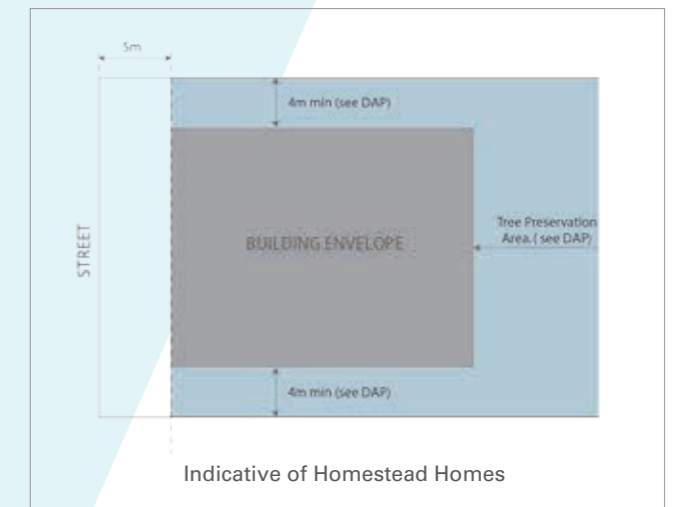 5m
4m min (see DAP)
STREET
BUILDING ENVELOPE
Tree Preservation
Area.( see DAP)
4m min (see DAP)
Indicative of Homestead Homes